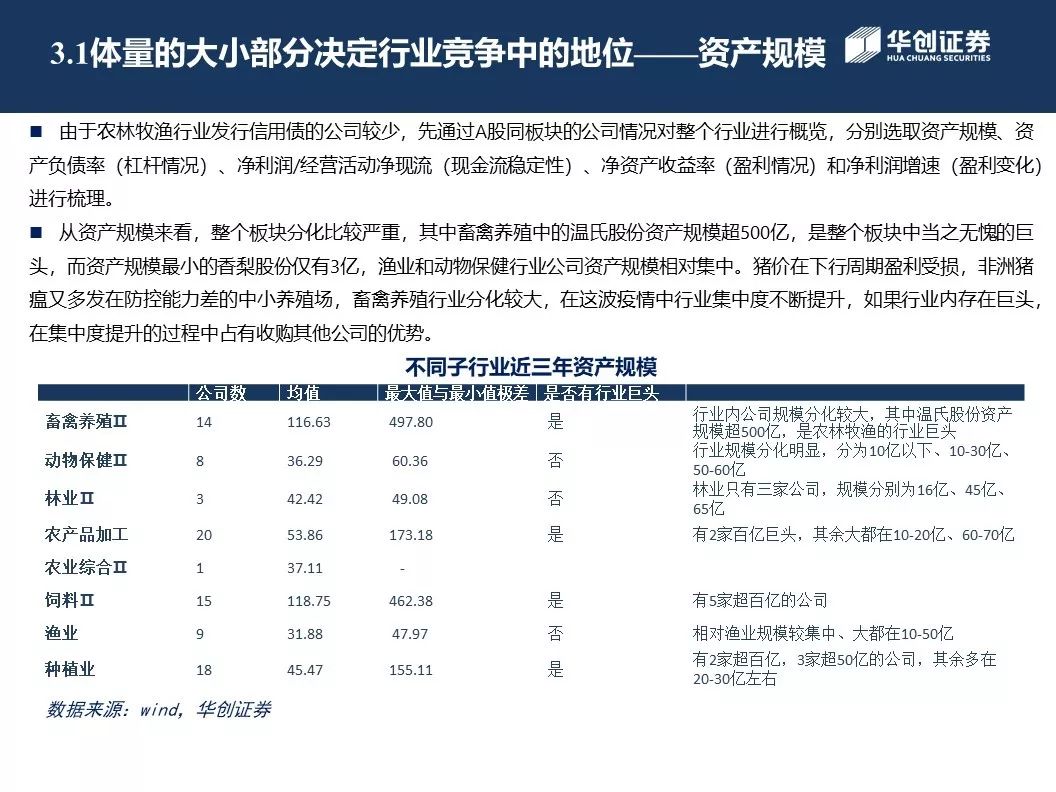 3.1体量的大小部分决定行业竞争中的地位——资产规模
华创证券
HUA CHUANG SECURITIES
■ 由于农林牧渔行业发行信用债的公司较少，先通过A股同板块的公司情况对整个行业进行概览，分别选取资产规模、资
产负债率（杠杆情况）、净利润/经营活动净现流（现金流稳定性）、净资产收益率（盈利情况）和净利润增速（盈利变化）
进行梳理。
■ 从资产规模来看，整个板块分化比较严重，其中畜禽养殖中的温氏股份资产规模超500亿，是整个板块中当之无愧的巨
头，而资产规模最小的香梨股份仅有3亿，渔业和动物保健行业公司资产规模相对集中。猪价在下行周期盈利受损，非洲猪
瘟又多发在防控能力差的中小养殖场，畜禽养殖行业分化较大，在这波疫情中行业集中度不断提升，如果行业内存在巨头，
在集中度提升的过程中占有收购其他公司的优势。
不同子行业近三年资产规模
公司数 均值 最大值与最小值极差 是否有行业巨头
畜禽养殖Ⅱ 14 116.63 497.80 是 行业内公司规模分化较大，其中温氏股份资产
规模超500亿，是农林牧渔的行业巨头
动物保健Ⅱ 8 36.29 60.36 否 行业规模分化明显，分为10亿以下、10-30亿、
50-60亿
林业Ⅱ 3 42.42 49.08 否 林业只有三家公司，规模分别为16亿、45亿、
65亿
农产品加工 20 53.86 173.18 是 有2家百亿巨头，其余大都在10-20亿、60-70亿
农业综合Ⅱ 1 37.11 -
饲料Ⅱ 15 118.75 462.38 是 有5家超百亿的公司
渔业 9 31.88 47.97 否 相对渔业规模较集中、大都在10-50亿
种植业 18 45.47 155.11 是 有2家超百亿，3家超50亿的公司，其余多在
20-30亿左右
数据来源：wind，华创证券